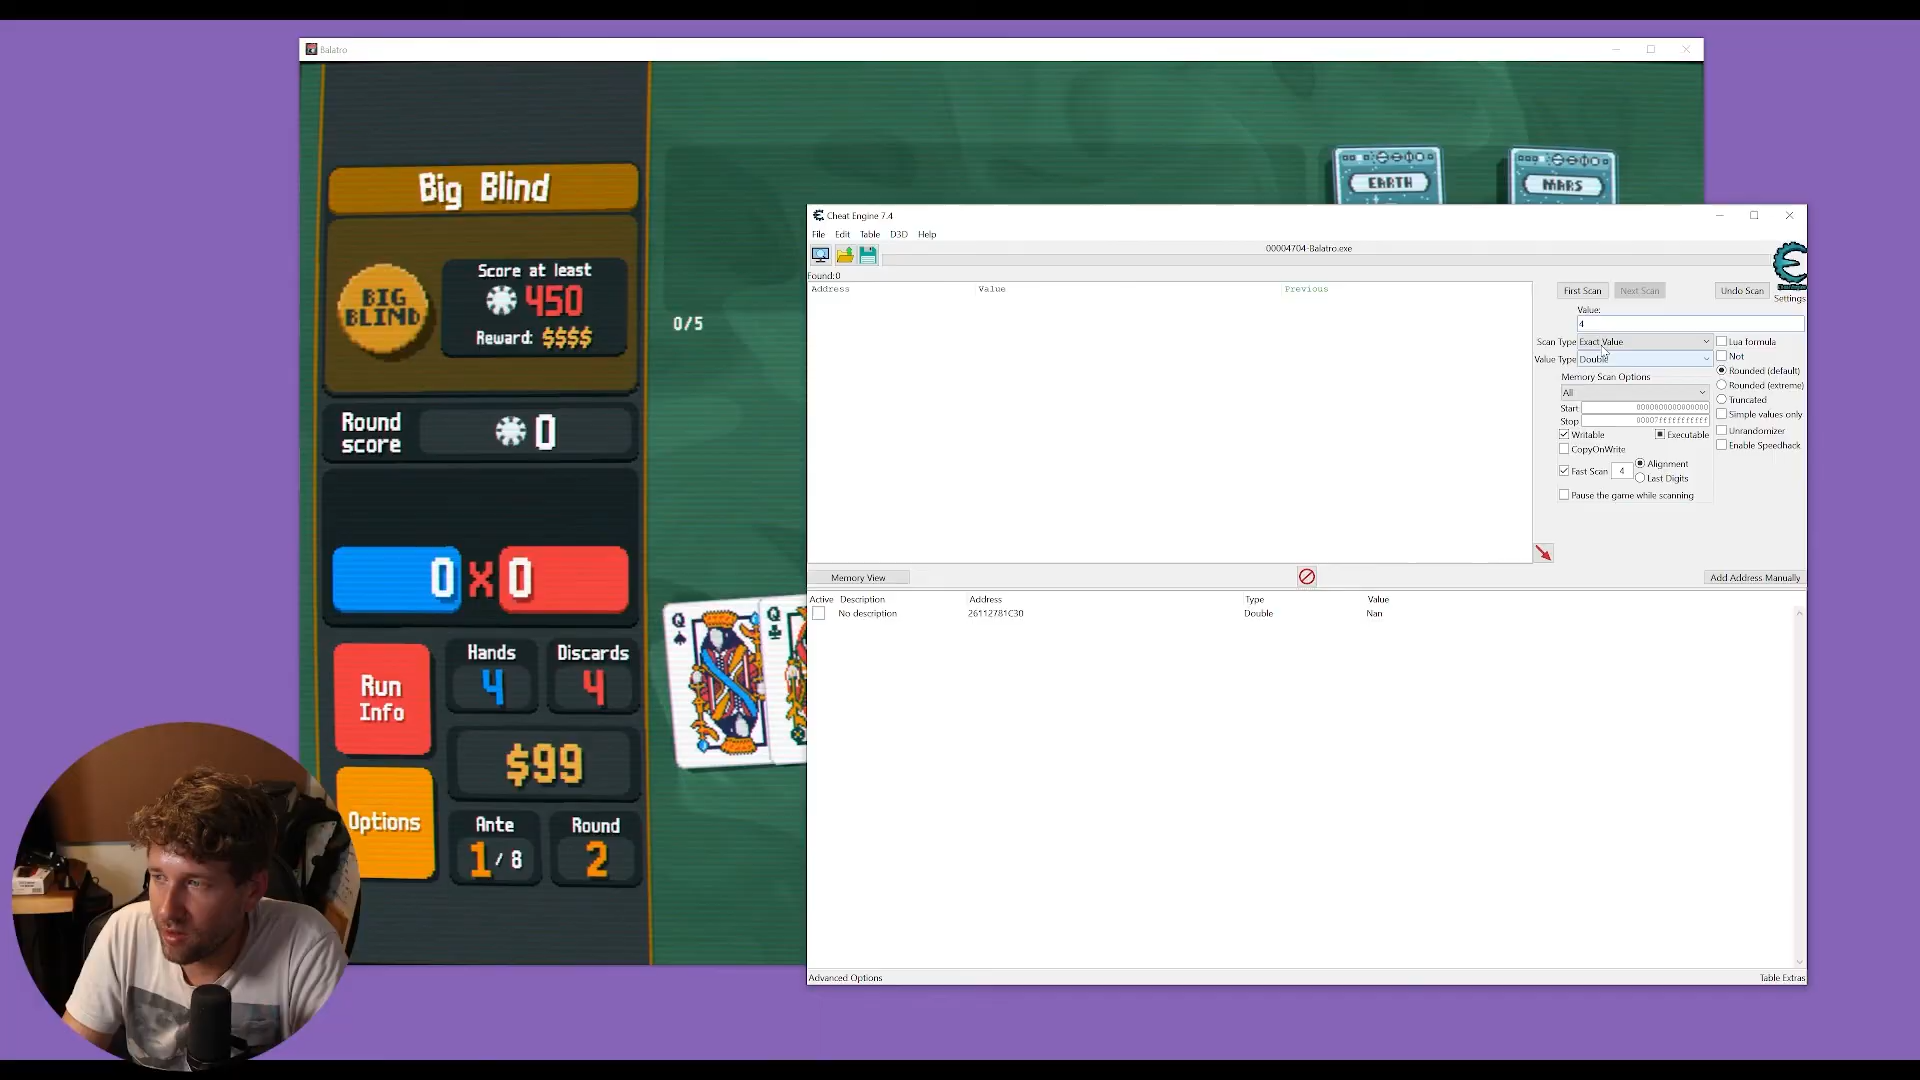 Balatro
Big Blind
BIG
BLIND
Score at least
450
Reward: $$$$
Round
score
0
0 X 0
Run
Info
Hands
4
Discards
4
$99
Options
Ante
1 / 8
Round
2
0/5
EARTH
MARS
Q
Q
Cheat Engine 7.4
File Edit Table D3D Help
00004704-Balatro.exe
Found:0
Address Value Previous
First Scan Next Scan Undo Scan
Settings
Value:
4
Scan Type Exact Value
Value Type Double
Lua formula
Not
Rounded (default)
Rounded (extreme)
Truncated
Simple values only
Unrandomizer
Enable Speedhack
Memory Scan Options
All
Start 0000000000000000
Stop 00007fffffffffff
Writable Executable
CopyOnWrite
Fast Scan 4 Alignment
Last Digits
Pause the game while scanning
Memory View Add Address Manually
Active Description Address Type Value
No description 26112781C30 Double Nan
Advanced Options Table Extras